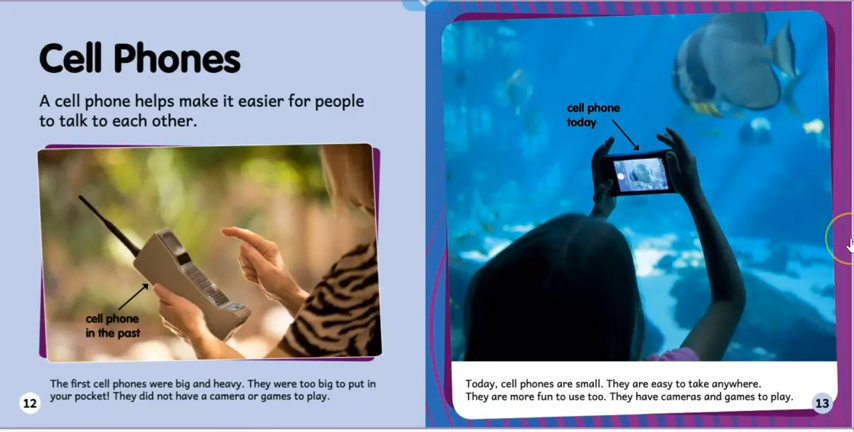 Cell Phones
A cell phone helps make it easier for people
to talk to each other.
cell phone
in the past
The first cell phones were big and heavy. They were too big to put in
your pocket! They did not have a camera or games to play.
12
cell phone
today
Today, cell phones are small. They are easy to take anywhere.
They are more fun to use too. They have cameras and games to play.
13